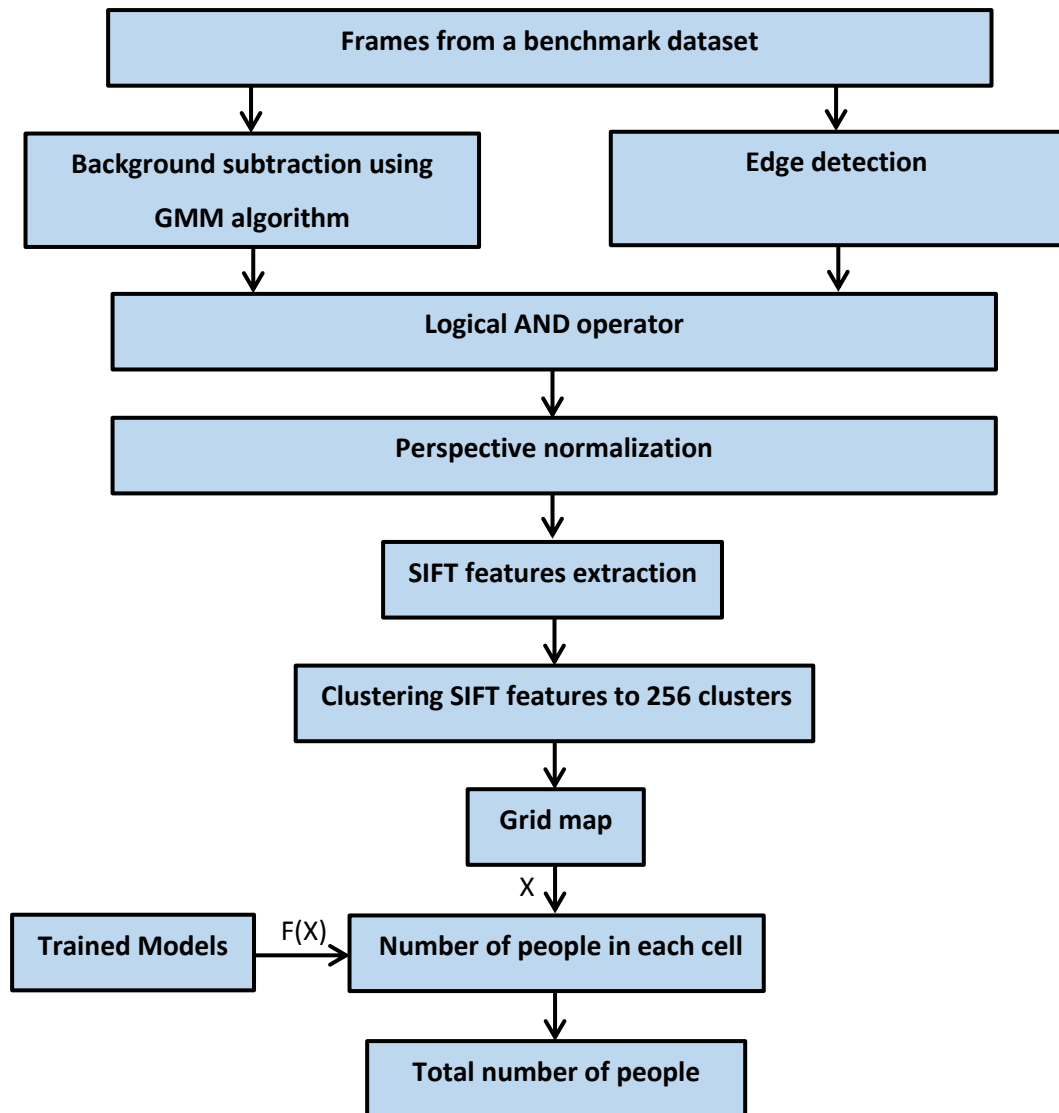 Frames from a benchmark dataset
Background subtraction using
GMM algorithm
Edge detection
Logical AND operator
Perspective normalization
SIFT features extraction
Clustering SIFT features to 256 clusters
Grid map
X
Trained Models
F(X)
Number of people in each cell
Total number of people